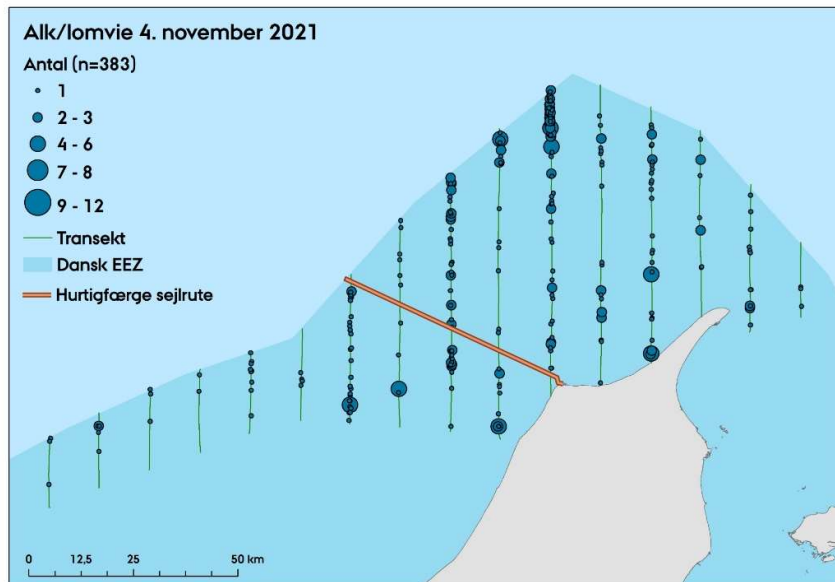 Alk/lomvie 4. november 2021
Antal (n=383)
1
2 - 3
4 - 6
7 - 8
9 - 12
Transekt
Dansk EEZ
Hurtigfærge sejlrute
0 12,5 25 50 km